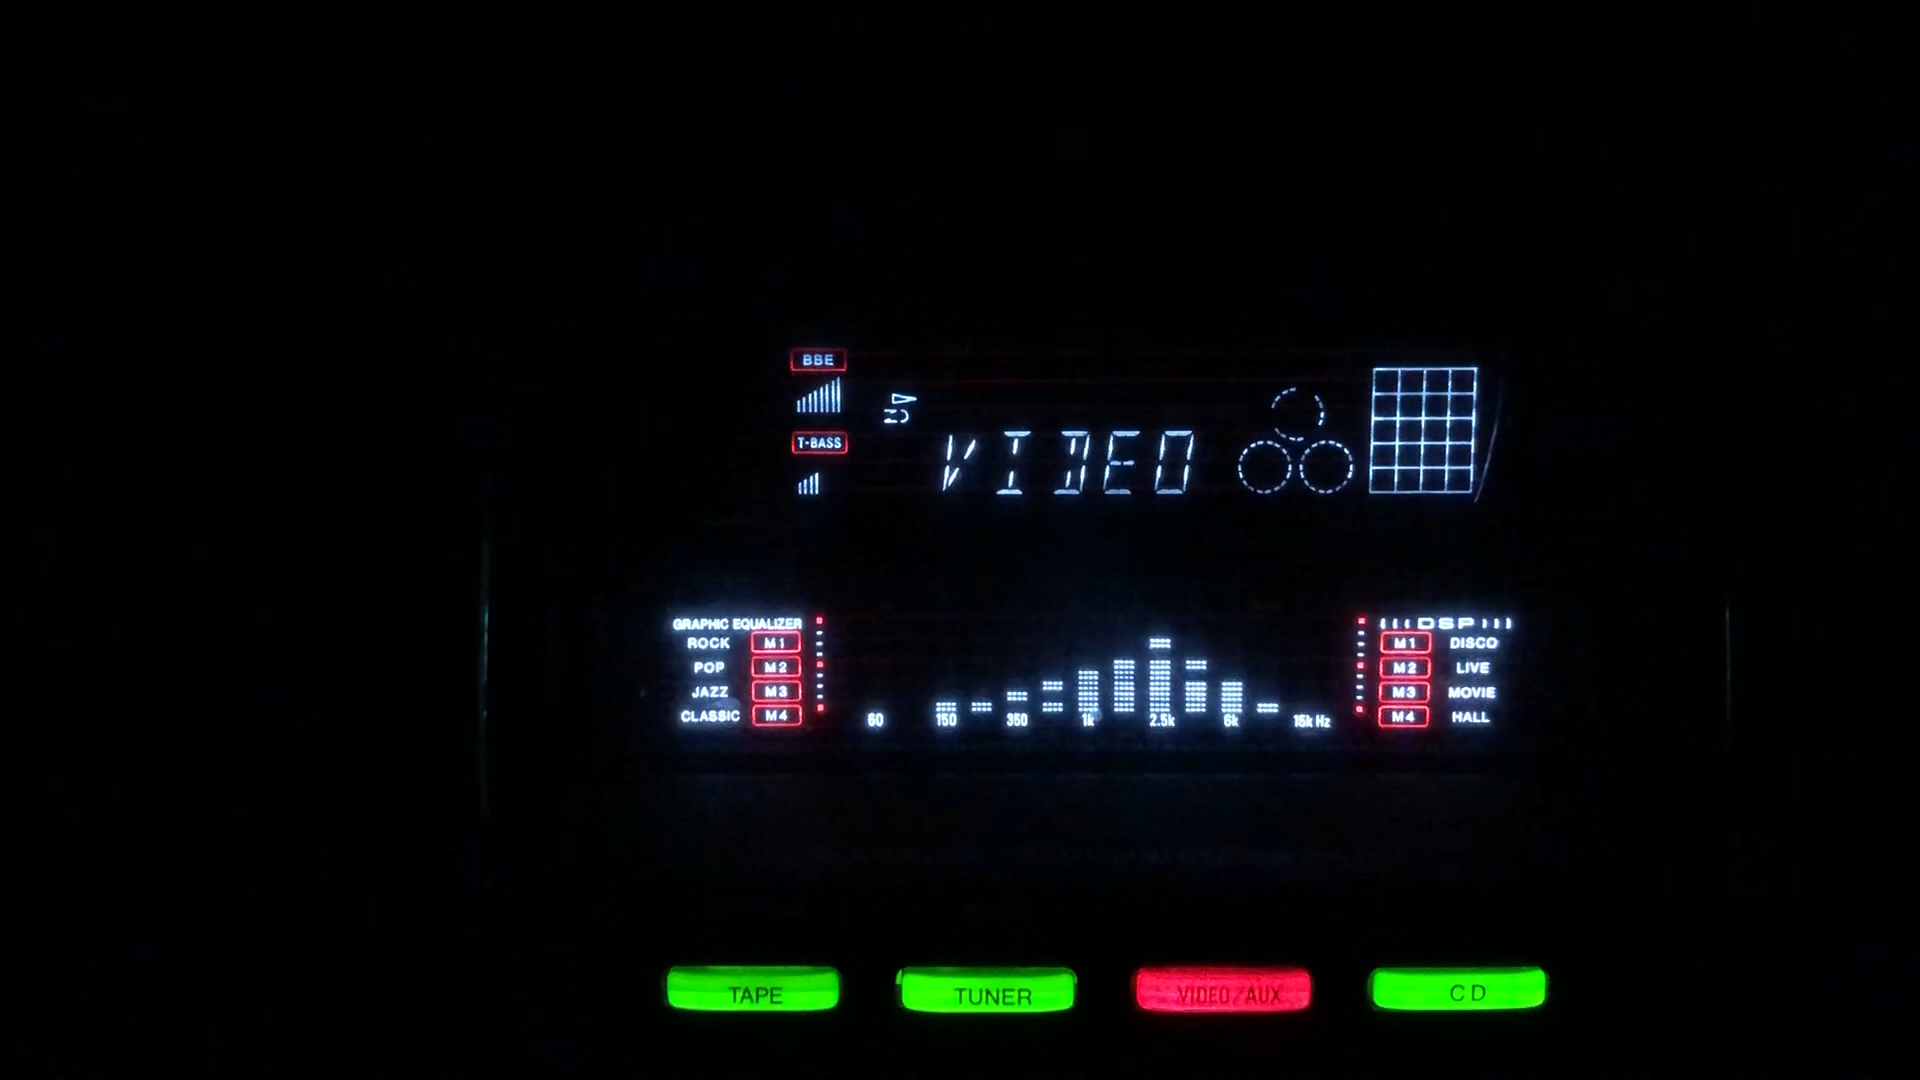 BBE
T-BASS
VIDEO
GRAPHIC EQUALIZER
ROCK M1
POP M2
JAZZ M3
CLASSIC M4
60 150 350 1k 2.5k 6k 15k Hz
DSP
M1 DISCO
M2 LIVE
M3 MOVIE
M4 HALL
TAPE
TUNER
VIDEO/AUX
CD